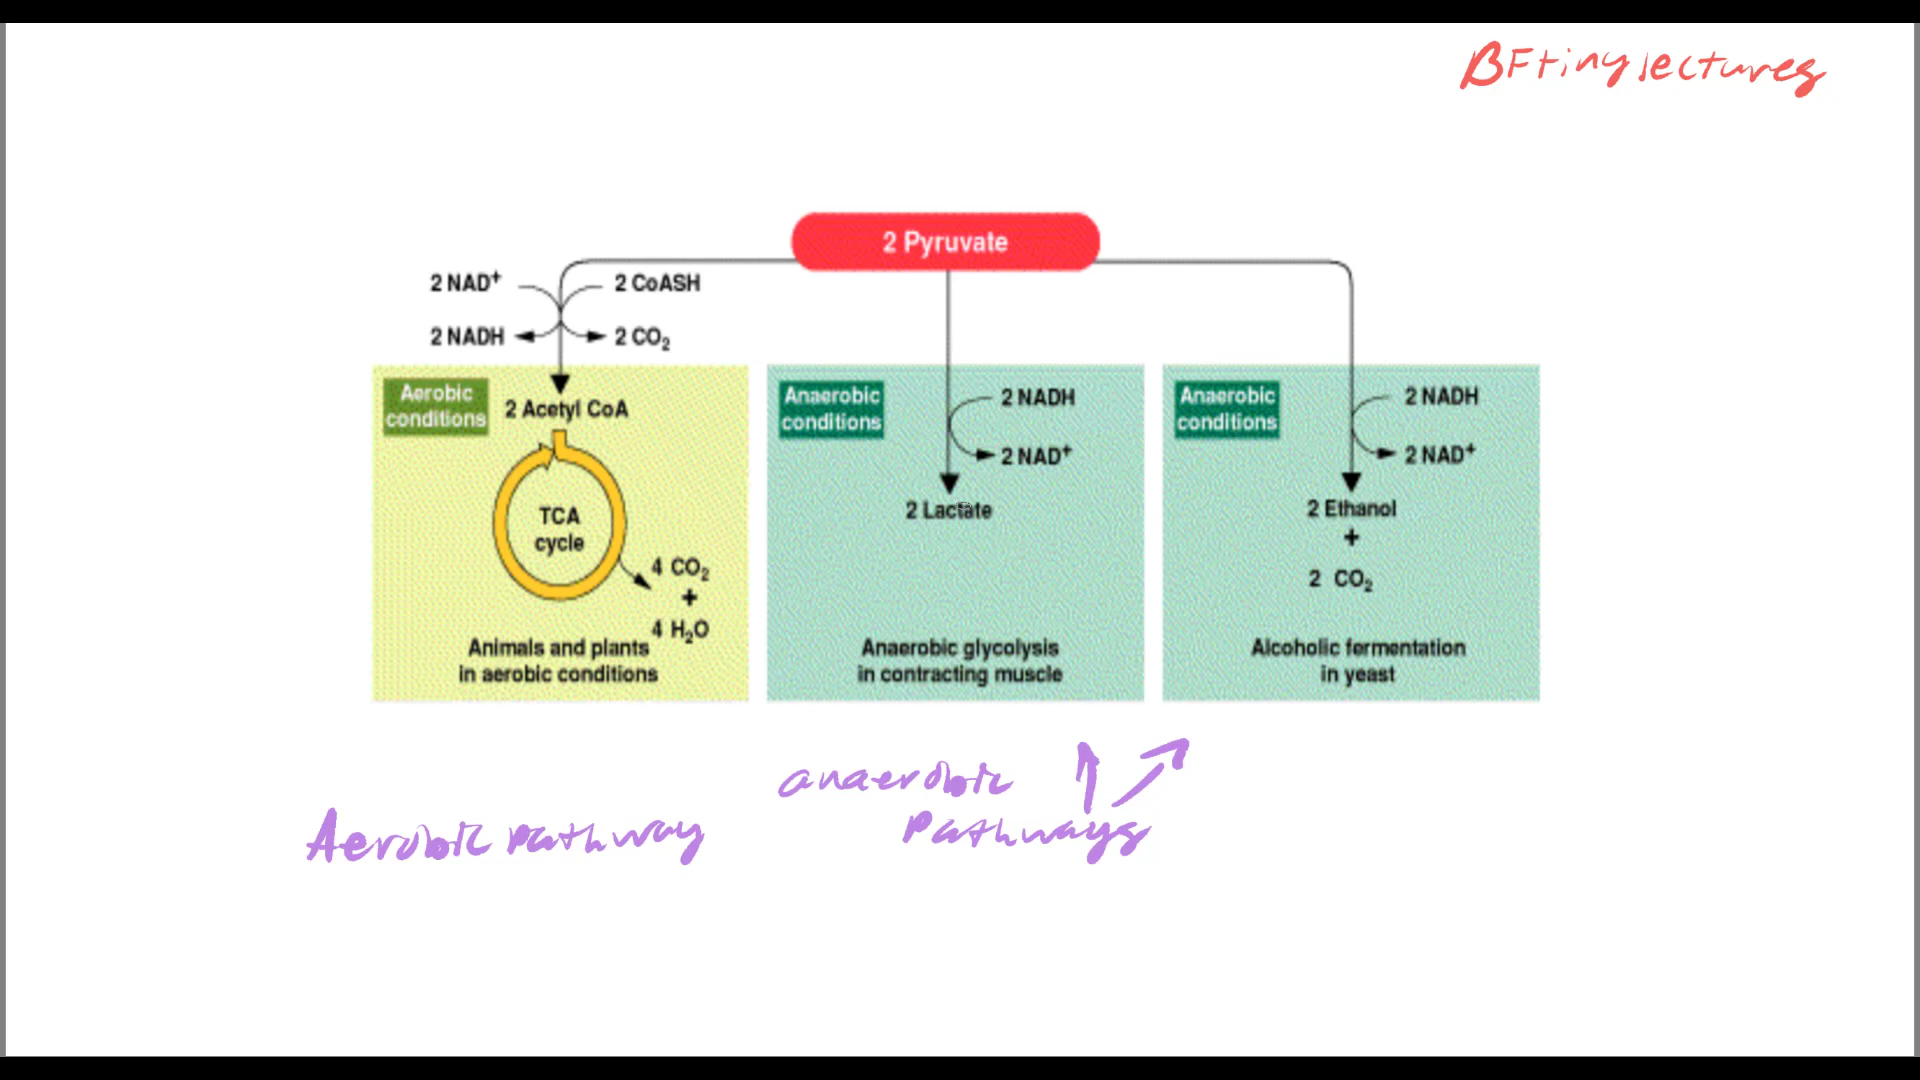 BFtinylectures
2 Pyruvate
2 NAD⁺
2 CoASH
2 NADH
2 CO₂
Aerobic
conditions
2 Acetyl CoA
TCA
cycle
4 CO₂
+
4 H₂O
Animals and plants
in aerobic conditions
Anaerobic
conditions
2 NADH
2 NAD⁺
2 Lactate
Anaerobic glycolysis
in contracting muscle
Anaerobic
conditions
2 NADH
2 NAD⁺
2 Ethanol
+
2 CO₂
Alcoholic fermentation
in yeast
Aerobic pathway
anaerobic
Pathways